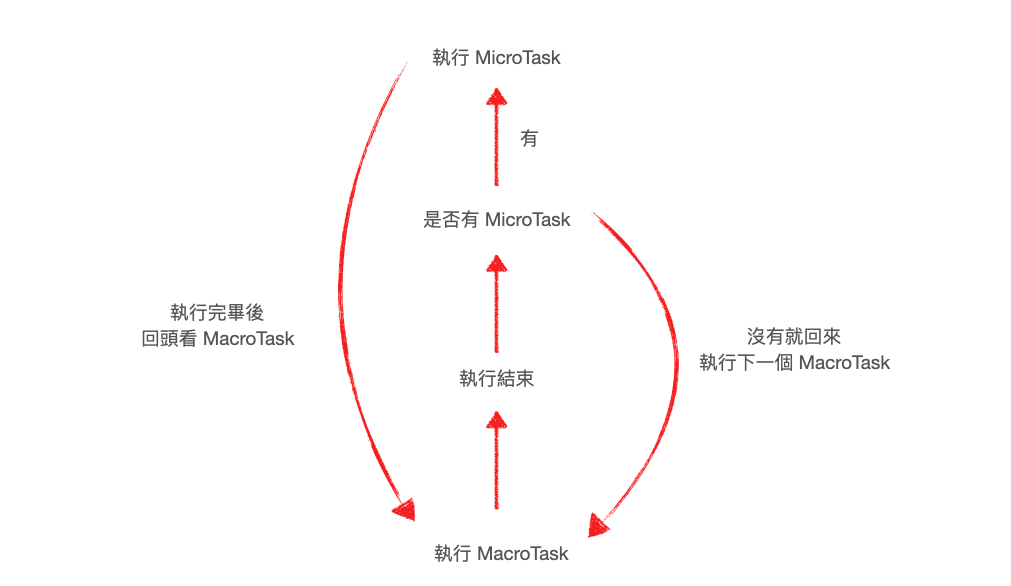 執行 MicroTask
有
是否有 MicroTask
執行完畢後
回頭看 MacroTask
沒有就回來
執行下一個 MacroTask
執行結束
執行 MacroTask